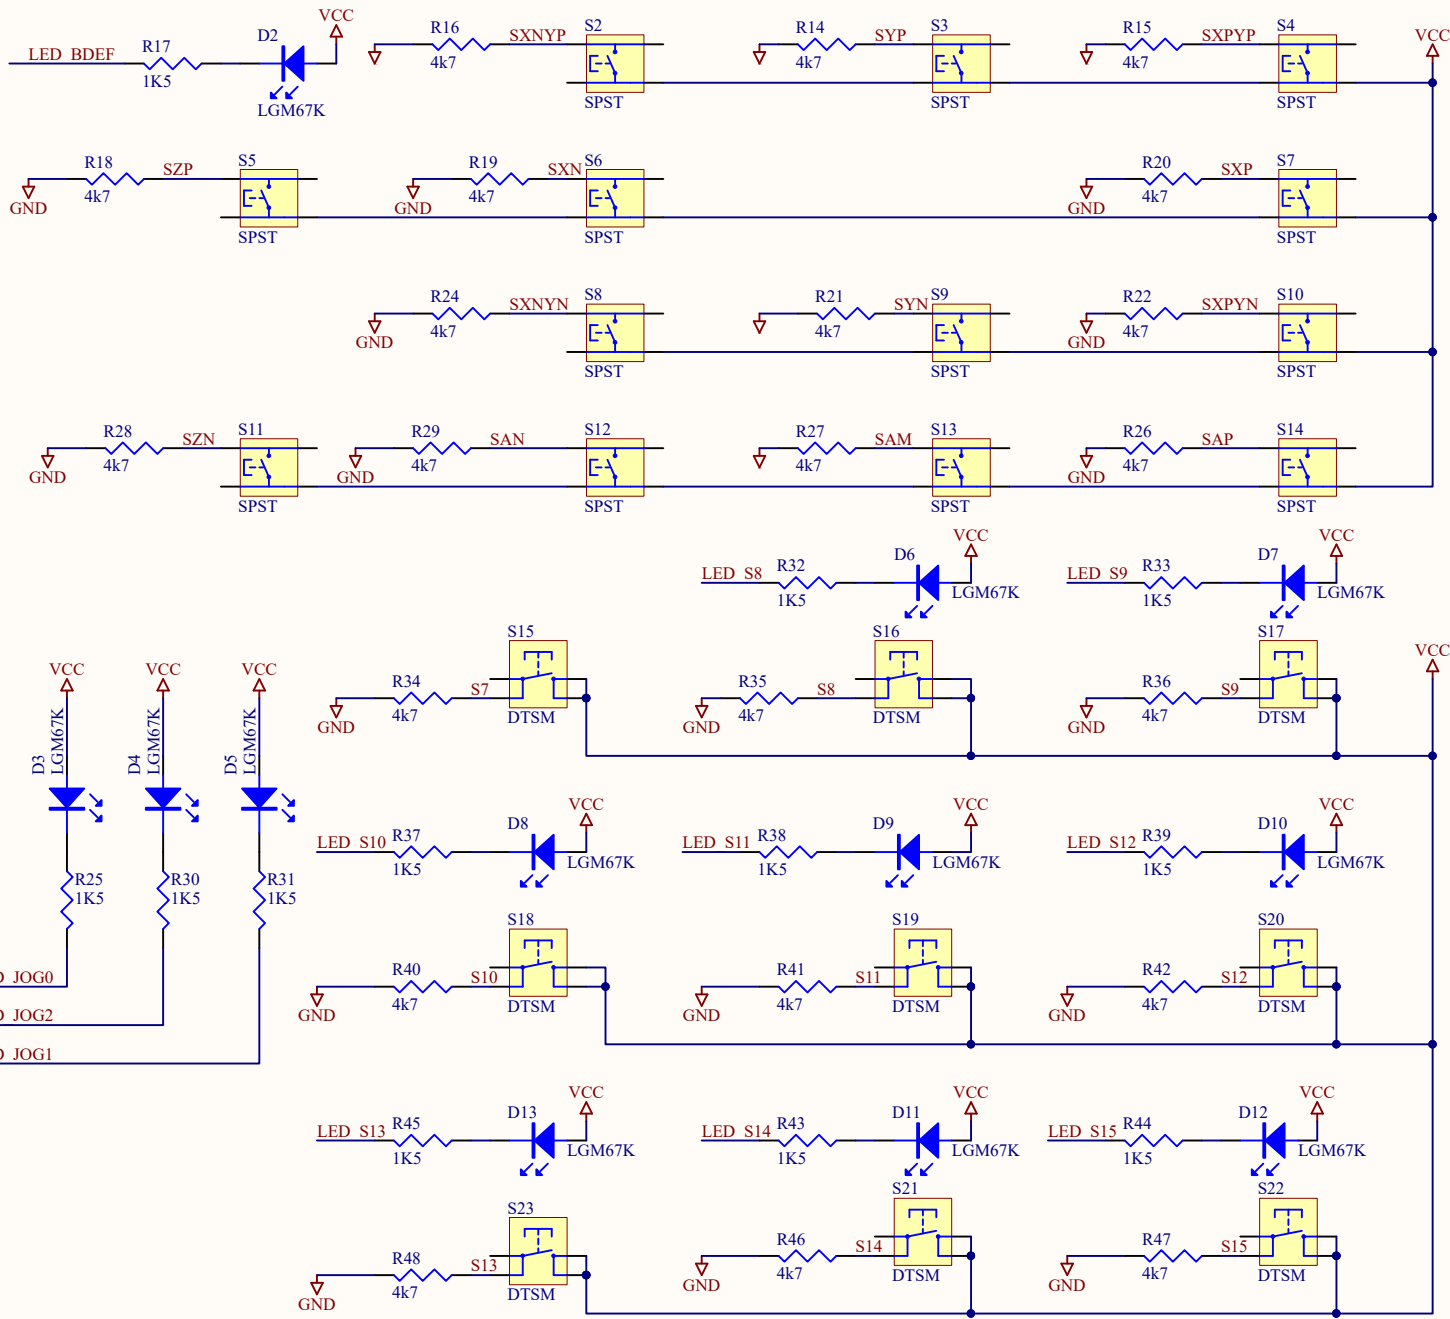 VCC
R16 SXNYP S2 R14 SYP S3 R15 SXPYP S4 VCC
LED_BDEF R17 D2
1K5 4k7 4k7 4k7
LGM67K SPST SPST SPST
R18 SZP S5 R19 SXN S6 R20 SXP S7
GND 4k7 GND 4k7 GND 4k7
SPST SPST SPST
R24 SXNYN S8 R21 SYN S9 R22 SXPYN S10
GND 4k7 4k7 GND 4k7
SPST SPST SPST
R28 SZN S11 R29 SAN S12 R27 SAM S13 R26 SAP S14
GND 4k7 GND 4k7 4k7 GND 4k7
SPST SPST SPST SPST
VCC VCC
LED_S8 R32 D6 LED_S9 R33 D7
1K5 LGM67K 1K5 LGM67K
S15 S16 S17
VCC VCC VCC VCC
R34 S7 R35 S8 R36 S9
GND 4k7 DTSM GND 4k7 DTSM GND 4k7 DTSM
D3 LGM67K D4 LGM67K D5 LGM67K
VCC VCC VCC
LED_S10 R37 D8 LED_S11 R38 D9 LED_S12 R39 D10
1K5 LGM67K 1K5 LGM67K 1K5 LGM67K
R25 R30 R31
1K5 1K5 1K5
S18 S19 S20
D_JOG0 R40 S10 R41 S11 R42 S12
GND 4k7 DTSM GND 4k7 DTSM GND 4k7 DTSM
D_JOG2
D_JOG1
VCC VCC VCC
LED_S13 R45 D13 LED_S14 R43 D11 LED_S15 R44 D12
1K5 LGM67K 1K5 LGM67K 1K5 LGM67K
S23 S21 S22
R48 S13 R46 S14 R47 S15
GND 4k7 DTSM GND 4k7 DTSM GND 4k7 DTSM